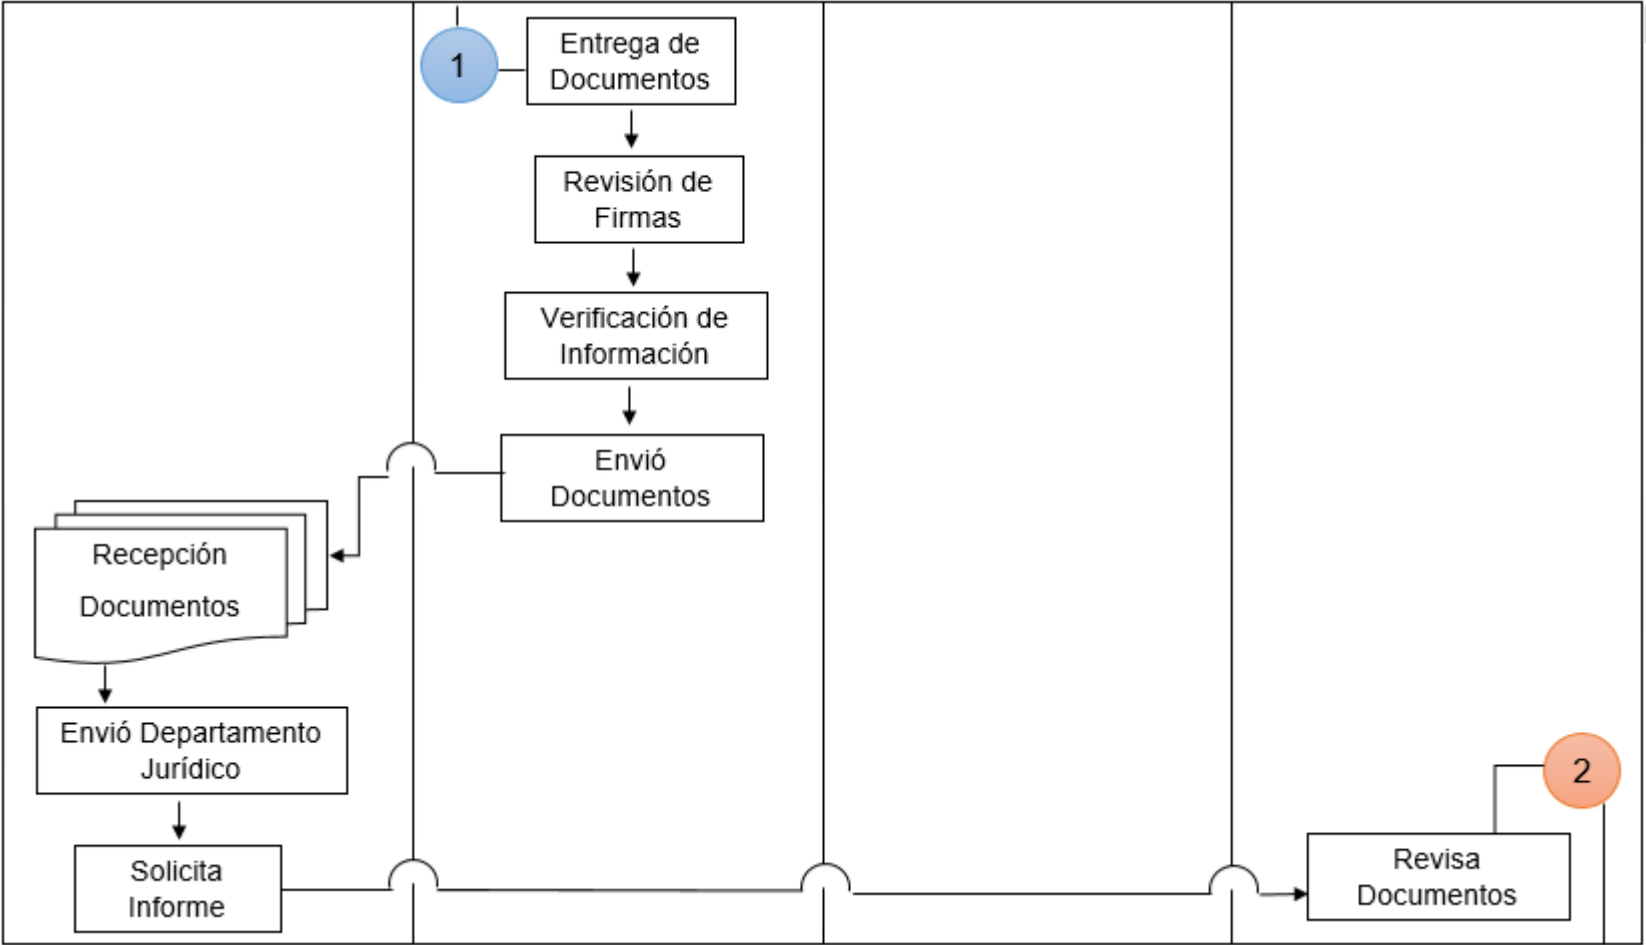 1
Entrega de
Documentos
Revisión de
Firmas
Verificación de
Información
Envió
Documentos
Recepción
Documentos
Envió Departamento
Jurídico
Solicita
Informe
2
Revisa
Documentos